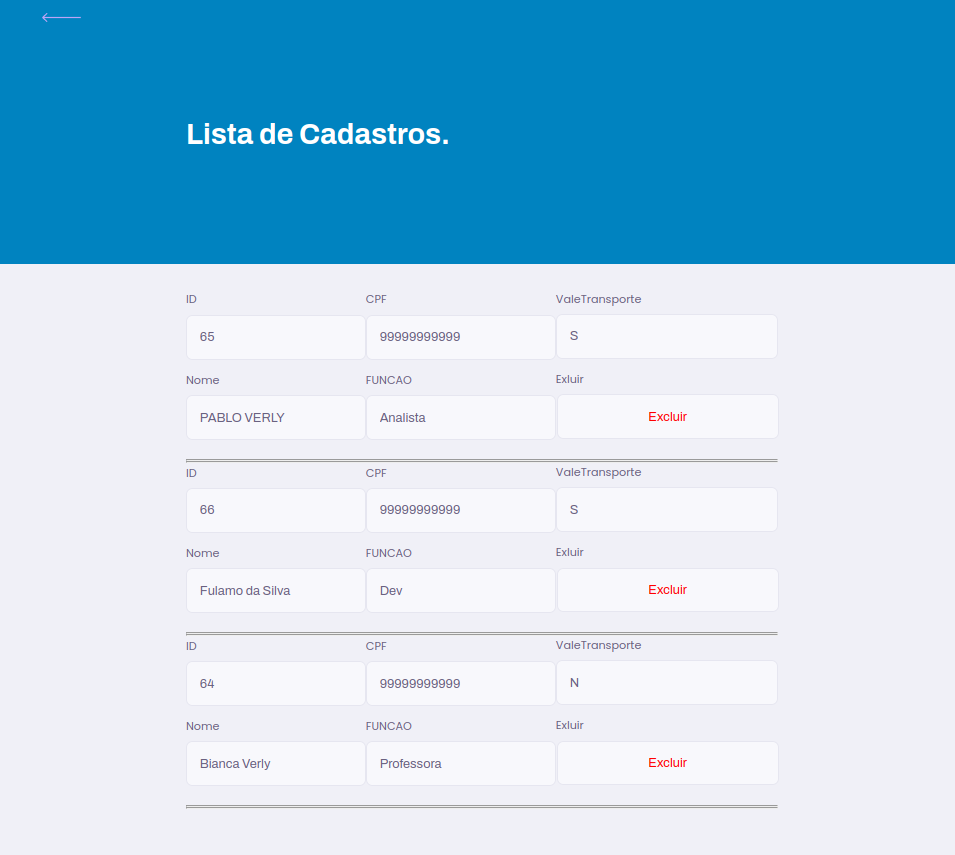 Lista de Cadastros.
ID CPF ValeTransporte
65 99999999999 S
Nome FUNCAO Exluir
PABLO VERLY Analista Excluir
ID CPF ValeTransporte
66 99999999999 S
Nome FUNCAO Exluir
Fulamo da Silva Dev Excluir
ID CPF ValeTransporte
64 99999999999 N
Nome FUNCAO Exluir
Bianca Verly Professora Excluir